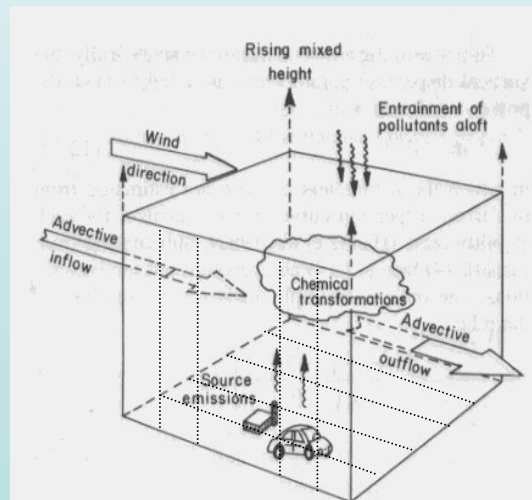 Rising mixed
height
Entrainment of
pollutants aloft
Wind
direction
Advective
inflow
Chemical
transformations
Advective
outflow
Source
emissions